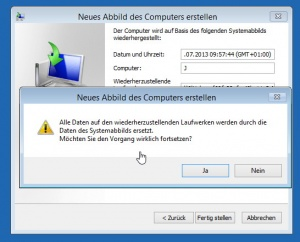 Neues Abbild des Computers erstellen
Der Computer wird auf Basis des folgenden Systemabbilds
wiederhergestellt:
Datum und Uhrzeit: .07.2013 09:57:44 (GMT+01:00)
Computer: J
Wiederherzustellende
Neues Abbild des Computers erstellen
Alle Daten auf den wiederherzustellenden Laufwerken werden durch die
Daten des Systemabbilds ersetzt.
Möchten Sie den Vorgang wirklich fortsetzen?
Ja Nein
< Zurück Fertig stellen Abbrechen